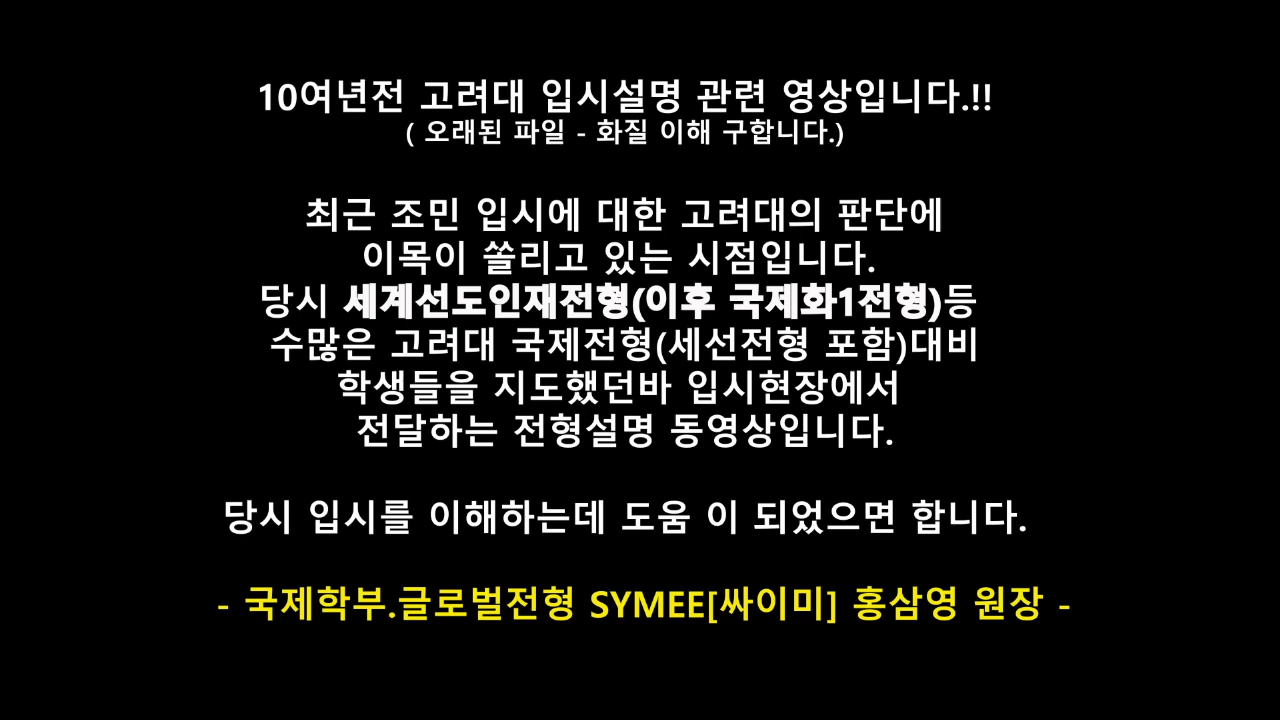 10여년전 고려대 입시설명 관련 영상입니다.!!
( 오래된 파일 - 화질 이해 구합니다.)
최근 조민 입시에 대한 고려대의 판단에
이목이 쏠리고 있는 시점입니다.
당시 세계선도인재전형(이후 국제화1전형)등
수많은 고려대 국제전형(세선전형 포함)대비
학생들을 지도했던바 입시현장에서
전달하는 전형설명 동영상입니다.
당시 입시를 이해하는데 도움 이 되었으면 합니다.
- 국제학부.글로벌전형 SYMEE[싸이미] 홍삼영 원장 -